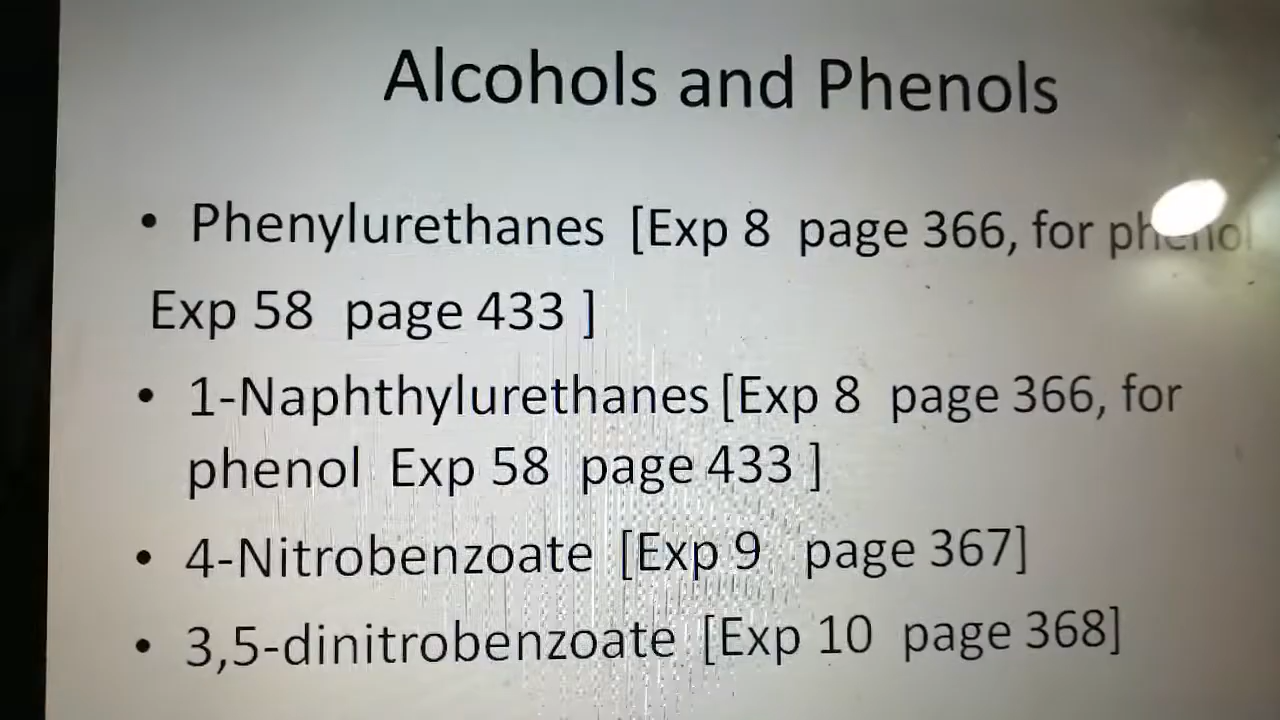 Alcohols and Phenols
• Phenylurethanes [Exp 8 page 366, for phenol
Exp 58 page 433 ]
• 1-Naphthylurethanes [Exp 8 page 366, for
phenol Exp 58 page 433 ]
• 4-Nitrobenzoate [Exp 9 page 367]
• 3,5-dinitrobenzoate [Exp 10 page 368]